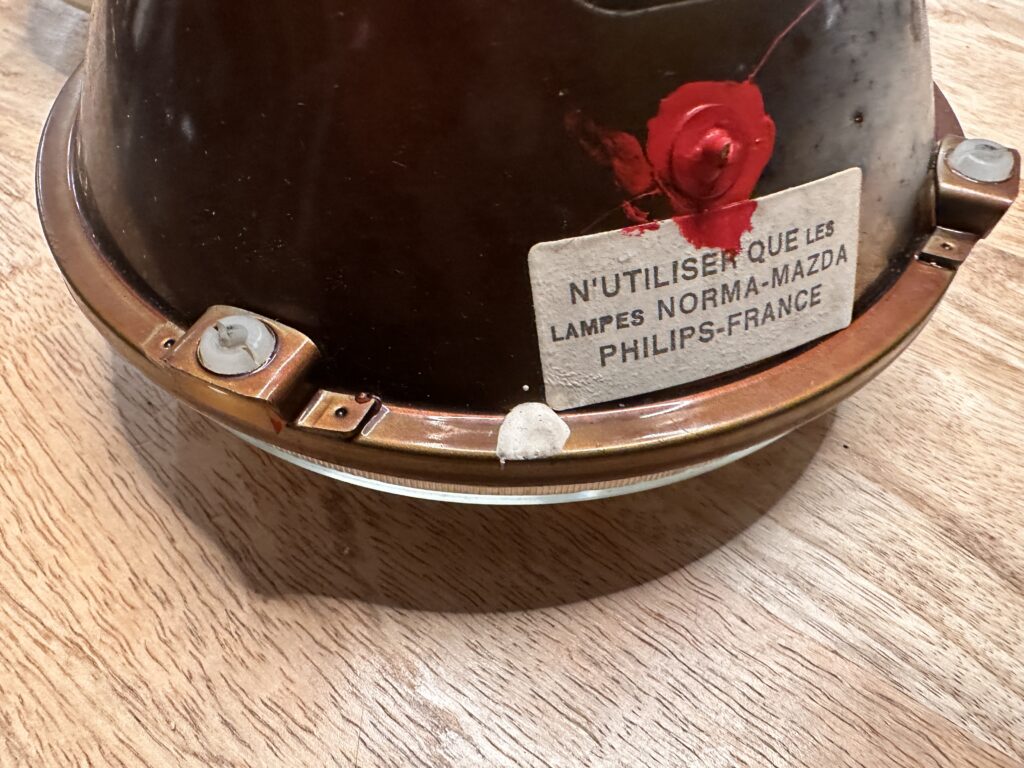 N'UTILISER QUE LES
LAMPES NORMA-MAZDA
PHILIPS-FRANCE